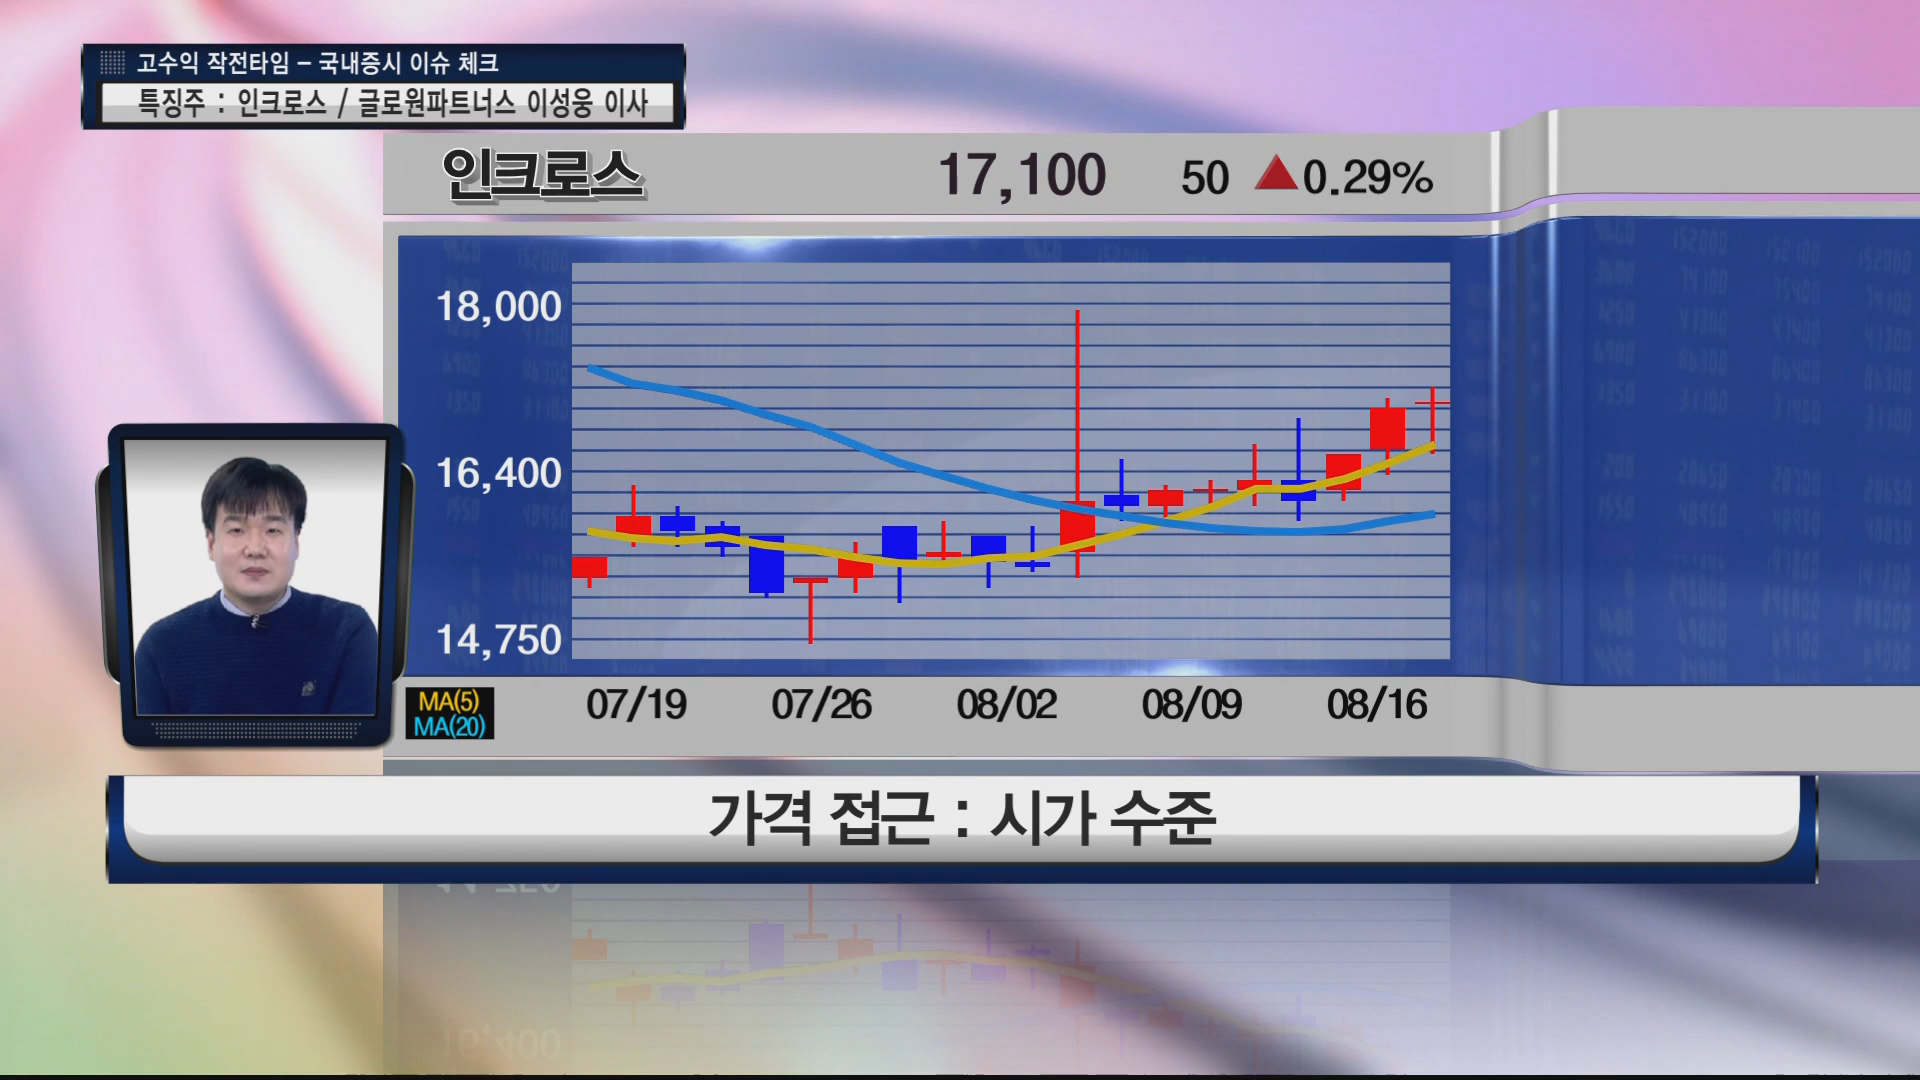 고수익 작전타임 – 국내증시 이슈 체크
특징주 : 인크로스 / 글로원파트너스 이성웅 이사
인크로스 17,100 50 ▲0.29%
18,000
16,400
14,750
MA(5)
MA(20)
07/19 07/26 08/02 08/09 08/16
가격 접근 : 시가 수준